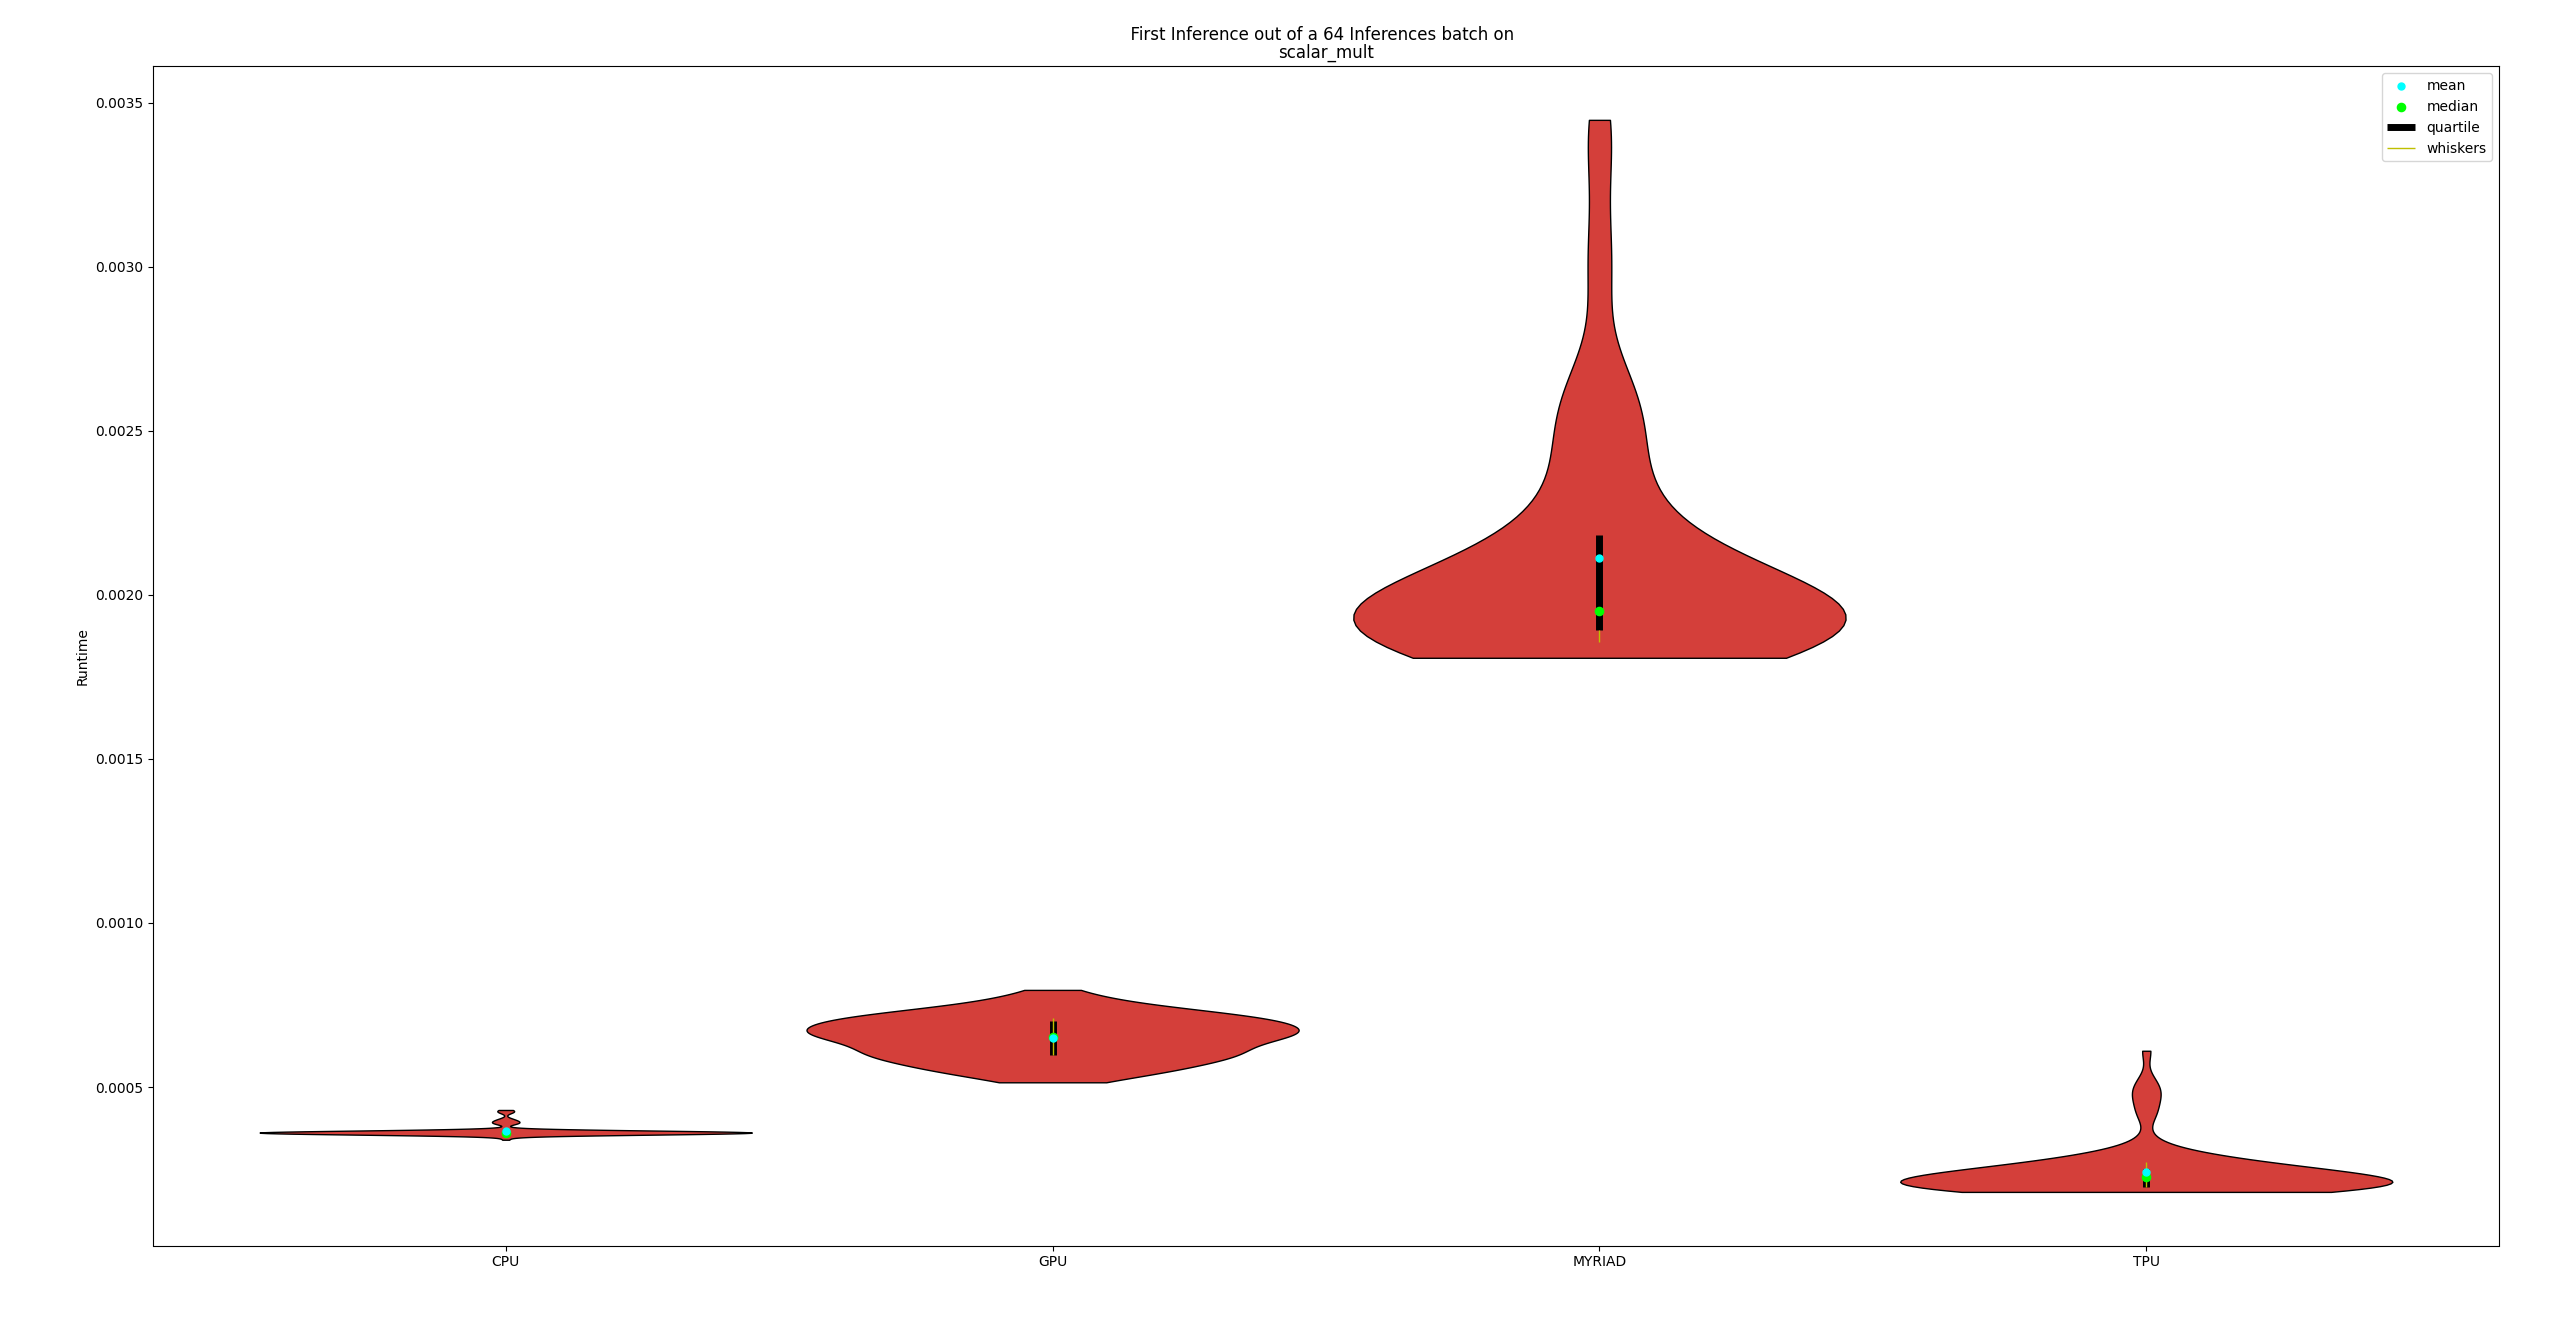 First Inference out of a 64 Inferences batch on
scalar_mult
mean
median
quartile
whiskers
Runtime
0.0035
0.0030
0.0025
0.0020
0.0015
0.0010
0.0005
CPU
GPU
MYRIAD
TPU